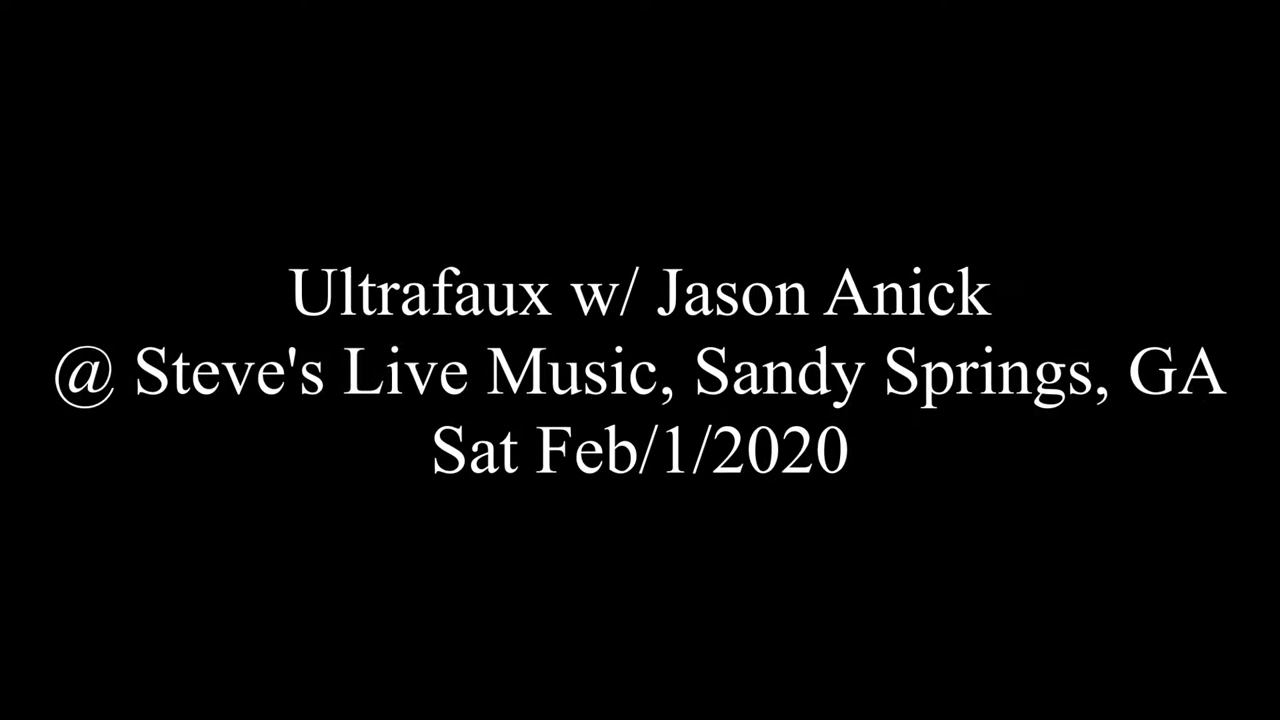 Ultrafaux w/ Jason Anick
@ Steve's Live Music, Sandy Springs, GA
Sat Feb/1/2020